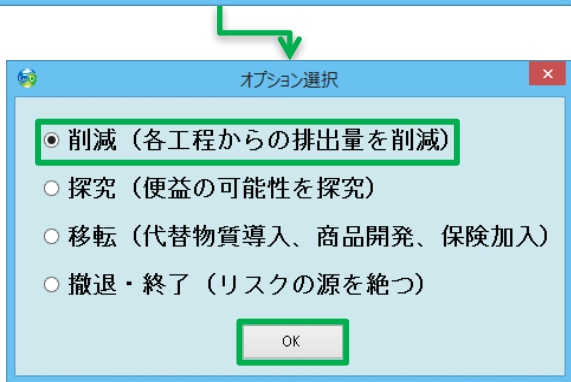 オプション選択
削減（各工程からの排出量を削減）
探究（便益の可能性を探究）
移転（代替物質導入、商品開発、保険加入）
撤退・終了（リスクの源を絶つ）
OK